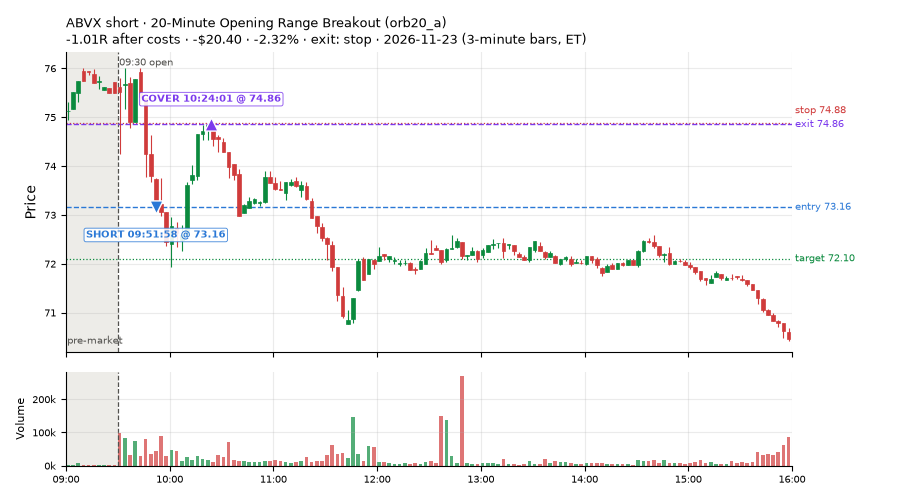 ABVX short · 20-Minute Opening Range Breakout (orb20_a)
-1.01R after costs · -$20.40 · -2.32% · exit: stop · 2026-11-23 (3-minute bars, ET)
09:30 open
COVER 10:24:01 @ 74.86
SHORT 09:51:58 @ 73.16
pre-market
stop 74.88
exit 74.86
entry 73.16
target 72.10
Price
76
75
74
73
72
71
Volume
200k
100k
0k
09:00
10:00
11:00
12:00
13:00
14:00
15:00
16:00